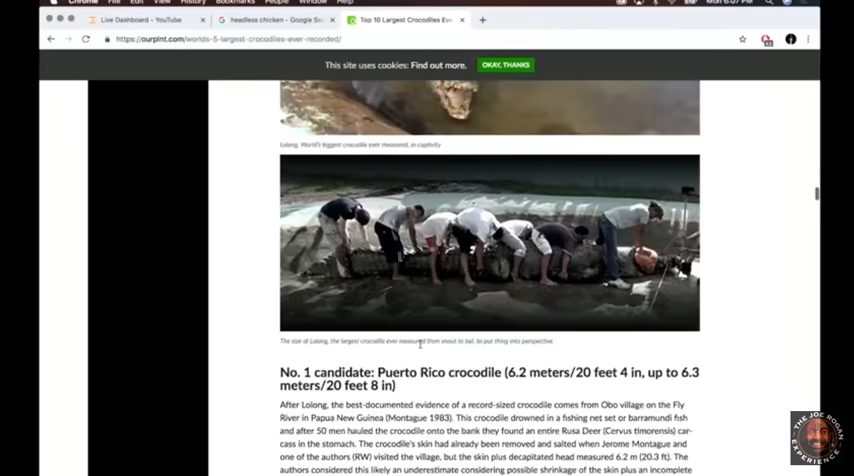 Chrome File Edit View History Bookmarks People Window Help
Mon 6:07 PM
Live Dashboard - YouTube
headless chicken - Google Se
Top 10 Largest Crocodiles Eve
https://ourpint.com/worlds-5-largest-crocodiles-ever-recorded/
This site uses cookies: Find out more.
OKAY, THANKS
Lolong, World's biggest crocodile ever measured, in captivity
The size of Lolong, the largest crocodile ever measured from snout to tail, to put thing into perspective
No. 1 candidate: Puerto Rico crocodile (6.2 meters/20 feet 4 in, up to 6.3
meters/20 feet 8 in)
After Lolong, the best-documented evidence of a record-sized crocodile comes from Obo village on the Fly
River in Papua New Guinea (Montague 1983). This crocodile drowned in a fishing net set or barramundi fish
and after 50 men hauled the crocodile onto the bank they found an entire Rusa Deer (Cervus timorensis) car-
cass in the stomach. The crocodile's skin had already been removed and salted when Jerome Montague and
one of the authors (RW) visited the village, but the skin plus decapitated head measured 6.2 m (20.3 ft). The
authors considered this likely an underestimate considering possible shrinkage of the skin plus an incomplete
THE JOE
ROGAN
EXPERIENCE